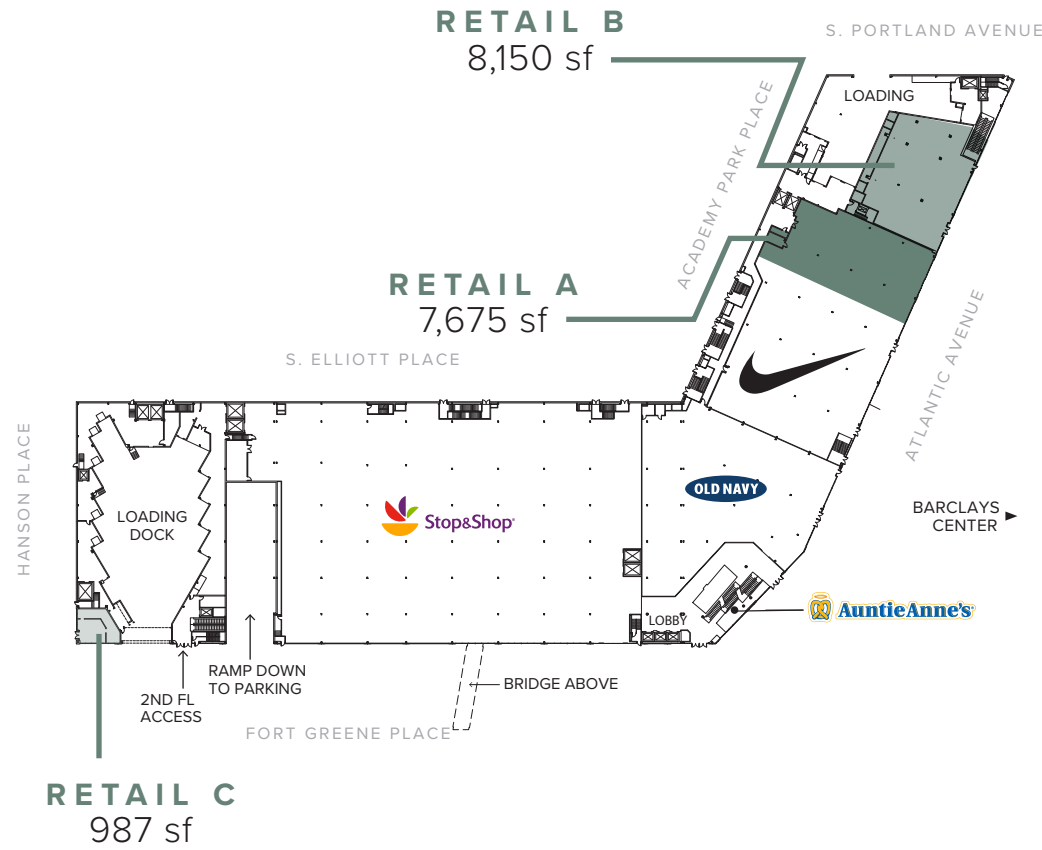 RETAIL B
8,150 sf
S. PORTLAND AVENUE
LOADING
ACADEMY PARK PLACE
RETAIL A
7,675 sf
S. ELLIOTT PLACE
ATLANTIC AVENUE
HANSON PLACE
LOADING
DOCK
Stop&Shop
OLD NAVY
BARCLAYS
CENTER
AuntieAnne's
LOBBY
RAMP DOWN
TO PARKING
2ND FL
ACCESS
BRIDGE ABOVE
FORT GREENE PLACE
RETAIL C
987 sf